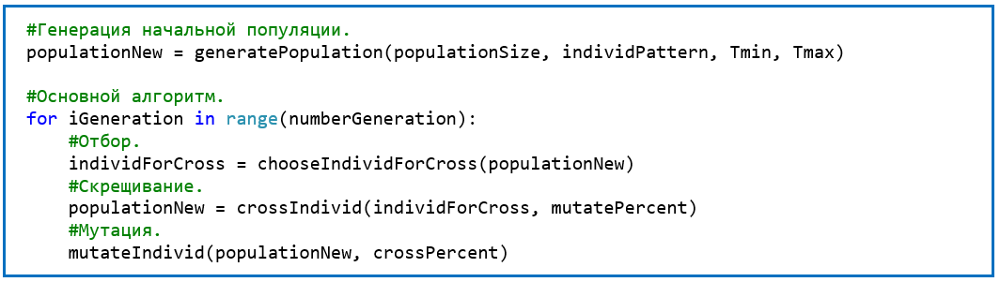 #Генерация начальной популяции.
populationNew = generatePopulation(populationSize, individPattern, Tmin, Tmax)
#Основной алгоритм.
for iGeneration in range(numberGeneration):
#Отбор.
individForCross = chooseIndividForCross(populationNew)
#Скрещивание.
populationNew = crossIndivid(individForCross, mutatePercent)
#Мутация.
mutateIndivid(populationNew, crossPercent)